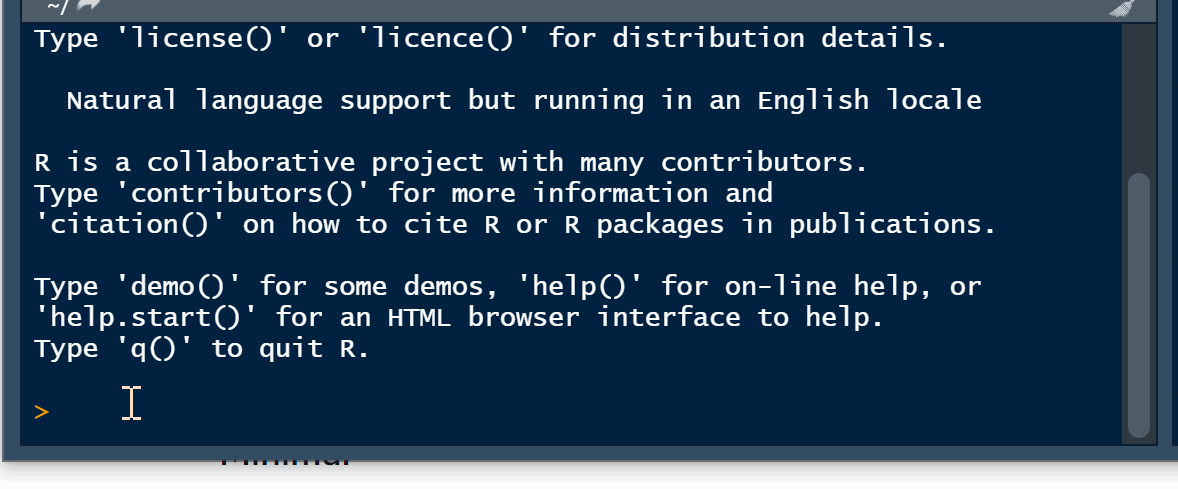 ~/
Type 'license()' or 'licence()' for distribution details.
  Natural language support but running in an English locale
R is a collaborative project with many contributors.
Type 'contributors()' for more information and
'citation()' on how to cite R or R packages in publications.
Type 'demo()' for some demos, 'help()' for on-line help, or
'help.start()' for an HTML browser interface to help.
Type 'q()' to quit R.
>